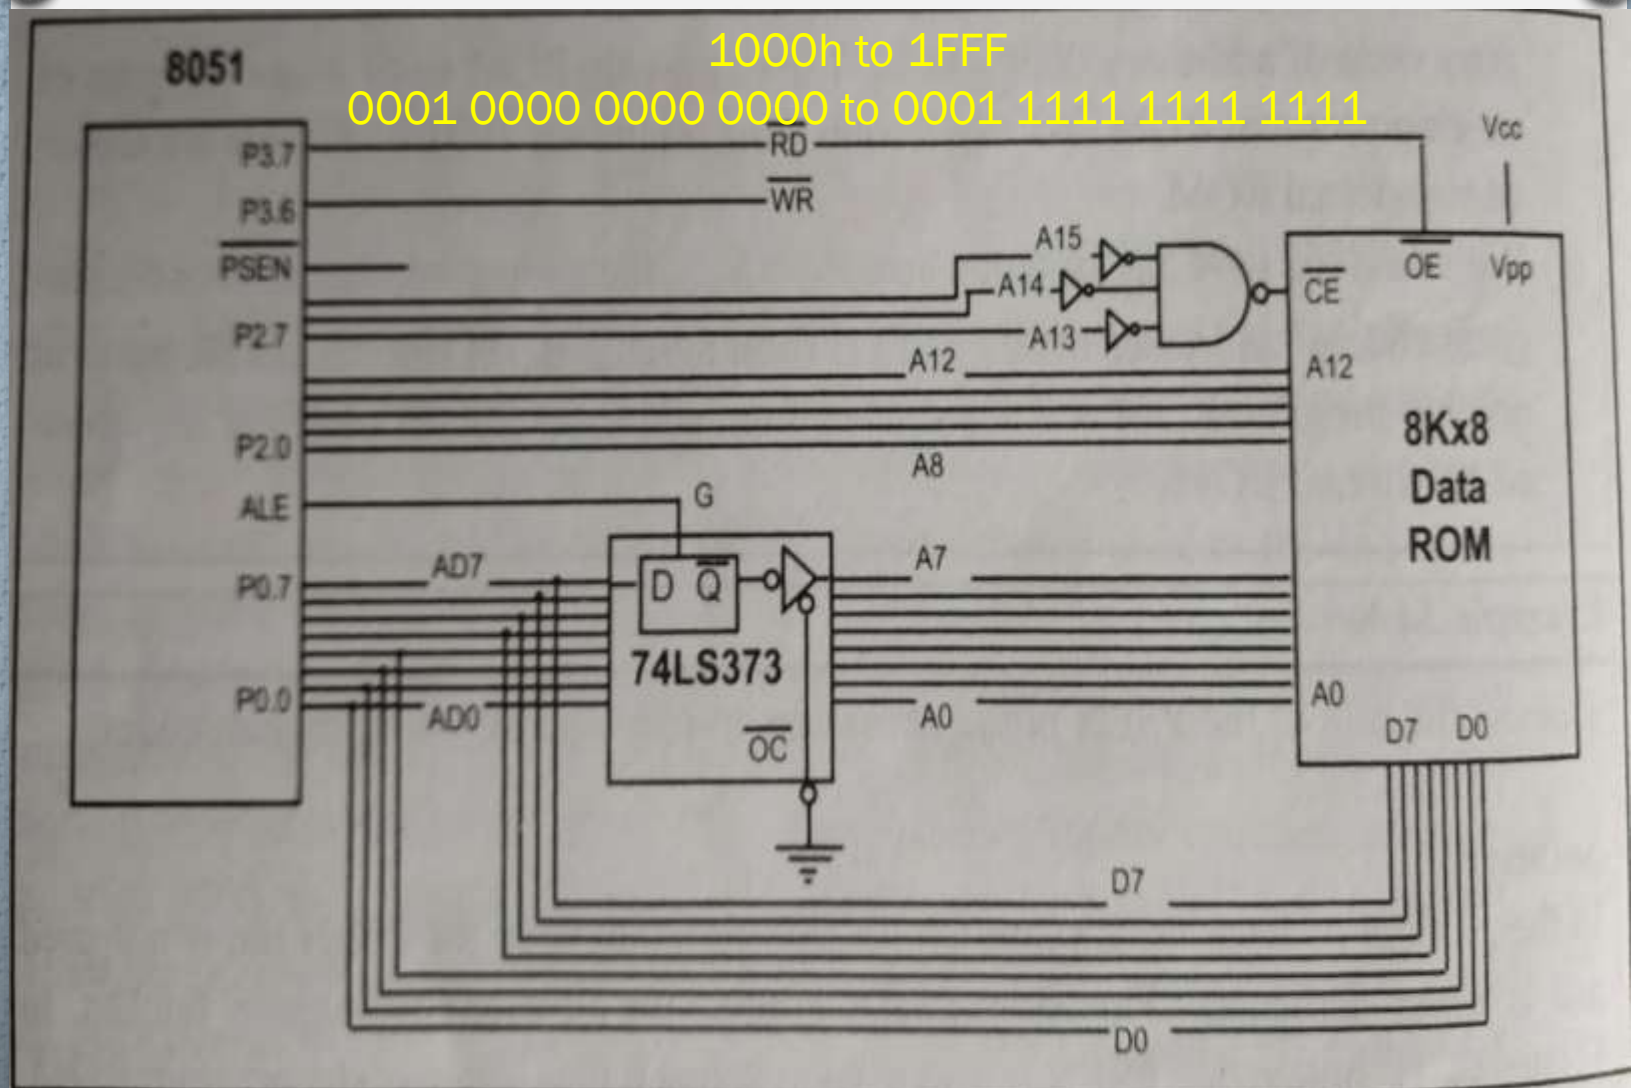 1000h to 1FFF
0001 0000 0000 0000 to 0001 1111 1111 1111
8051
P3.7
RD
Vcc
P3.6
WR
PSEN
A15
A14
A13
OE
Vpp
CE
P2.7
A12
A12
P2.0
A8
8Kx8
Data
ROM
ALE
G
P0.7
AD7
D Q
A7
74LS373
P0.0
AD0
OC
A0
A0
D7 D0
D7
D0